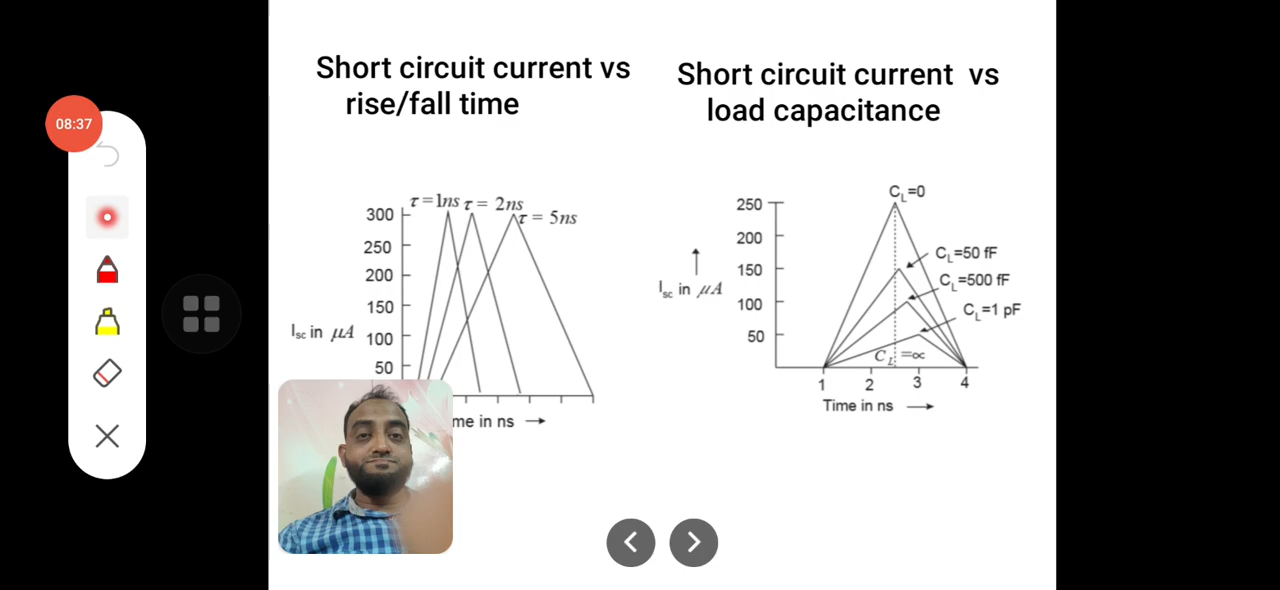 08:37
Short circuit current vs
rise/fall time
τ=1ns τ= 2ns
τ= 5ns
300
250
200
150
100
50
Isc in μA
me in ns
Short circuit current vs
load capacitance
CL=0
250
200
150
100
50
Isc in μA
CL=50 fF
CL=500 fF
CL=1 pF
CL=∝
1 2 3 4
Time in ns